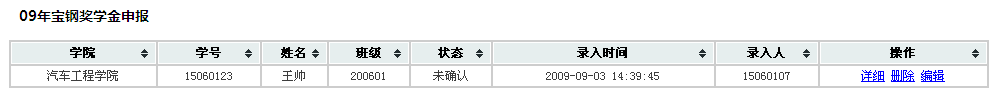 09年宝钢奖学金申报
学院 学号 姓名 班级 状态 录入时间 录入人 操作
汽车工程学院 15060123 王帅 200601 未确认 2009-09-03 14:39:45 15060107 详细 删除 编辑